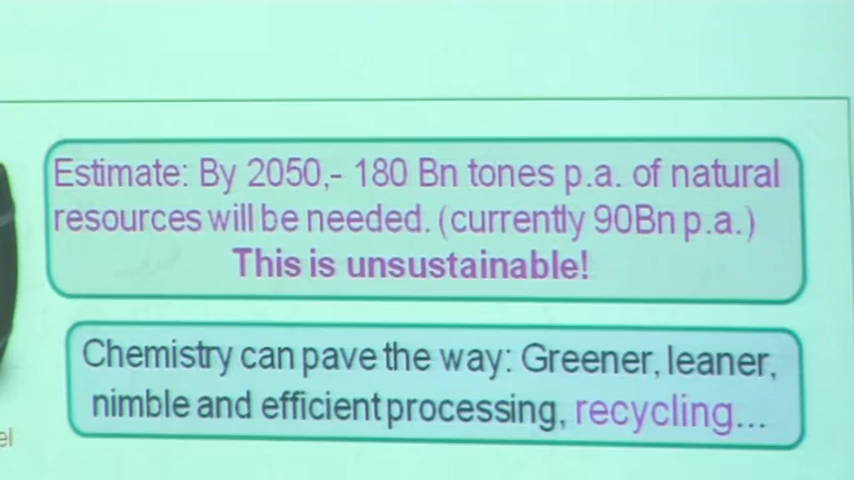 Estimate: By 2050,- 180 Bn tones p.a. of natural
resources will be needed. (currently 90Bn p.a.)
This is unsustainable!
Chemistry can pave the way: Greener, leaner,
nimble and efficient processing, recycling...
el